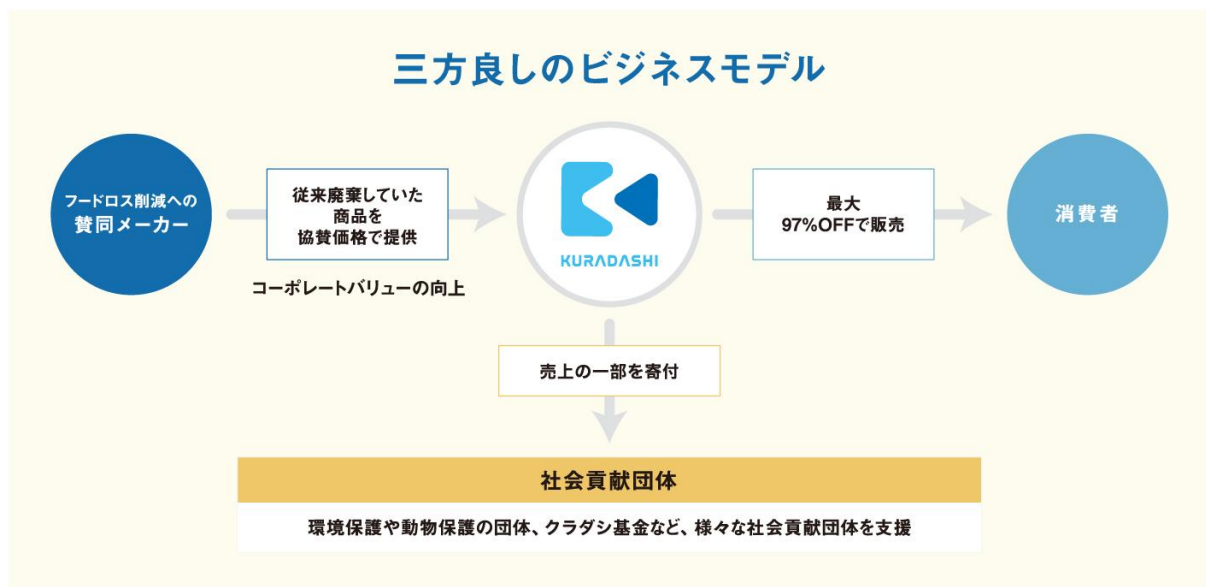 三方良しのビジネスモデル
フードロス削減への
賛同メーカー
従来廃棄していた
商品を
協賛価格で提供
コーポレートバリューの向上
KURADASHI
最大
97%OFFで販売
消費者
売上の一部を寄付
社会貢献団体
環境保護や動物保護の団体、クラダシ基金など、様々な社会貢献団体を支援